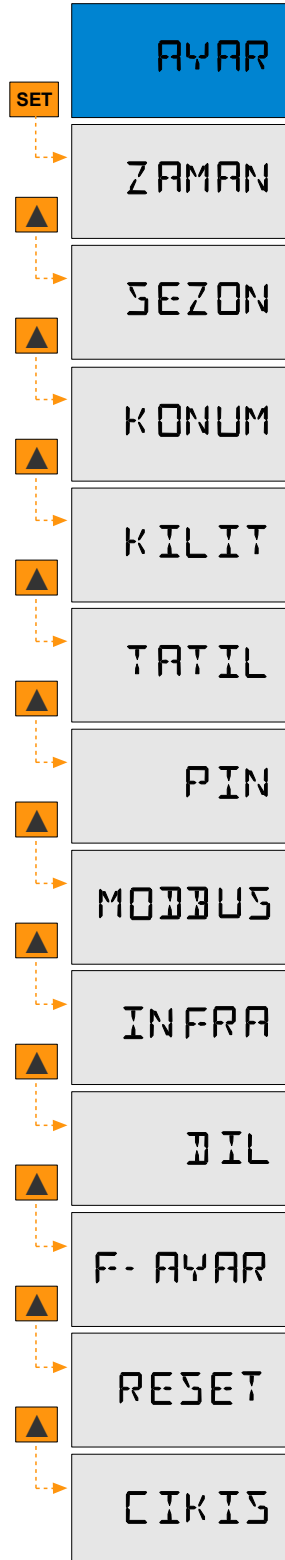 AYAR
SET
ZAMAN
▲
SEZON
▲
KONUM
▲
KILIT
▲
TATIL
▲
PIN
▲
MODBUS
▲
INFRA
▲
DIL
▲
F-AYAR
▲
RESET
▲
CIKIS